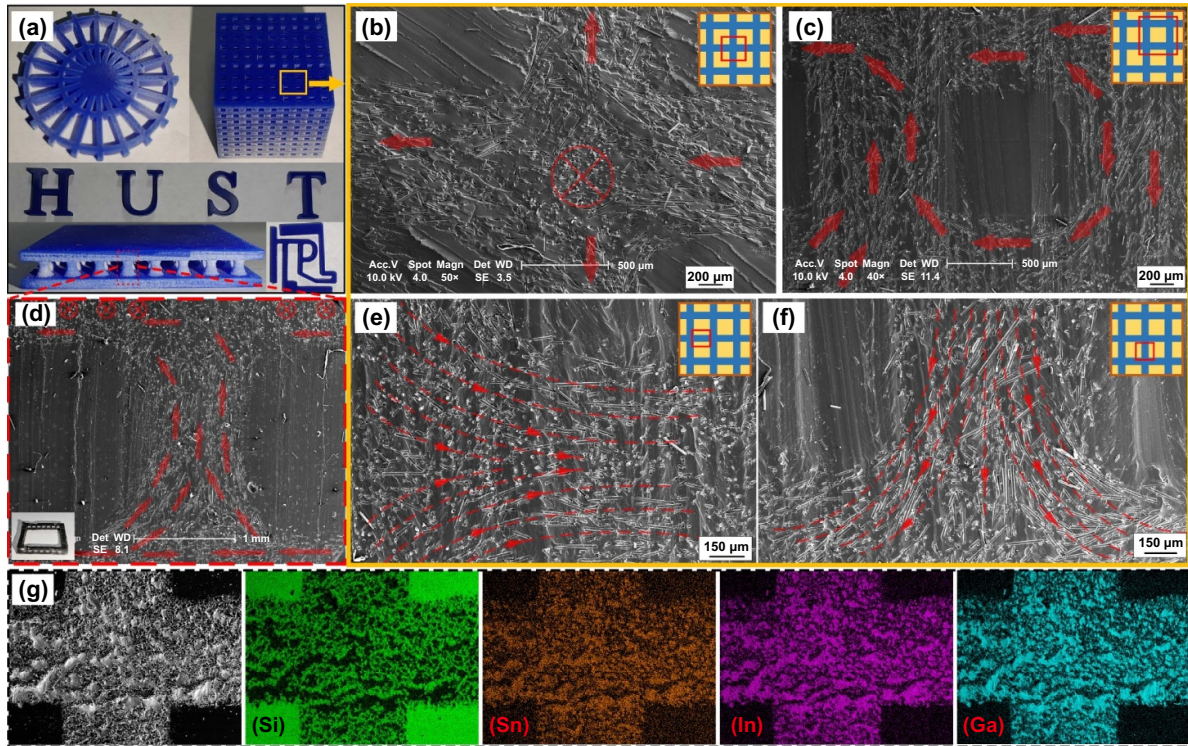 (a)
H U S T
TPL
(b)
Acc.V Spot Magn Det WD
10.0 kV 4.0 50× SE 3.5 500 µm
200 µm
(c)
Acc.V Spot Magn Det WD
10.0 kV 4.0 40× SE 11.4 500 µm
200 µm
(d)
Det WD
SE 8.1 1 mm
(e)
150 µm
(f)
150 µm
(g)
(Si)
(Sn)
(In)
(Ga)